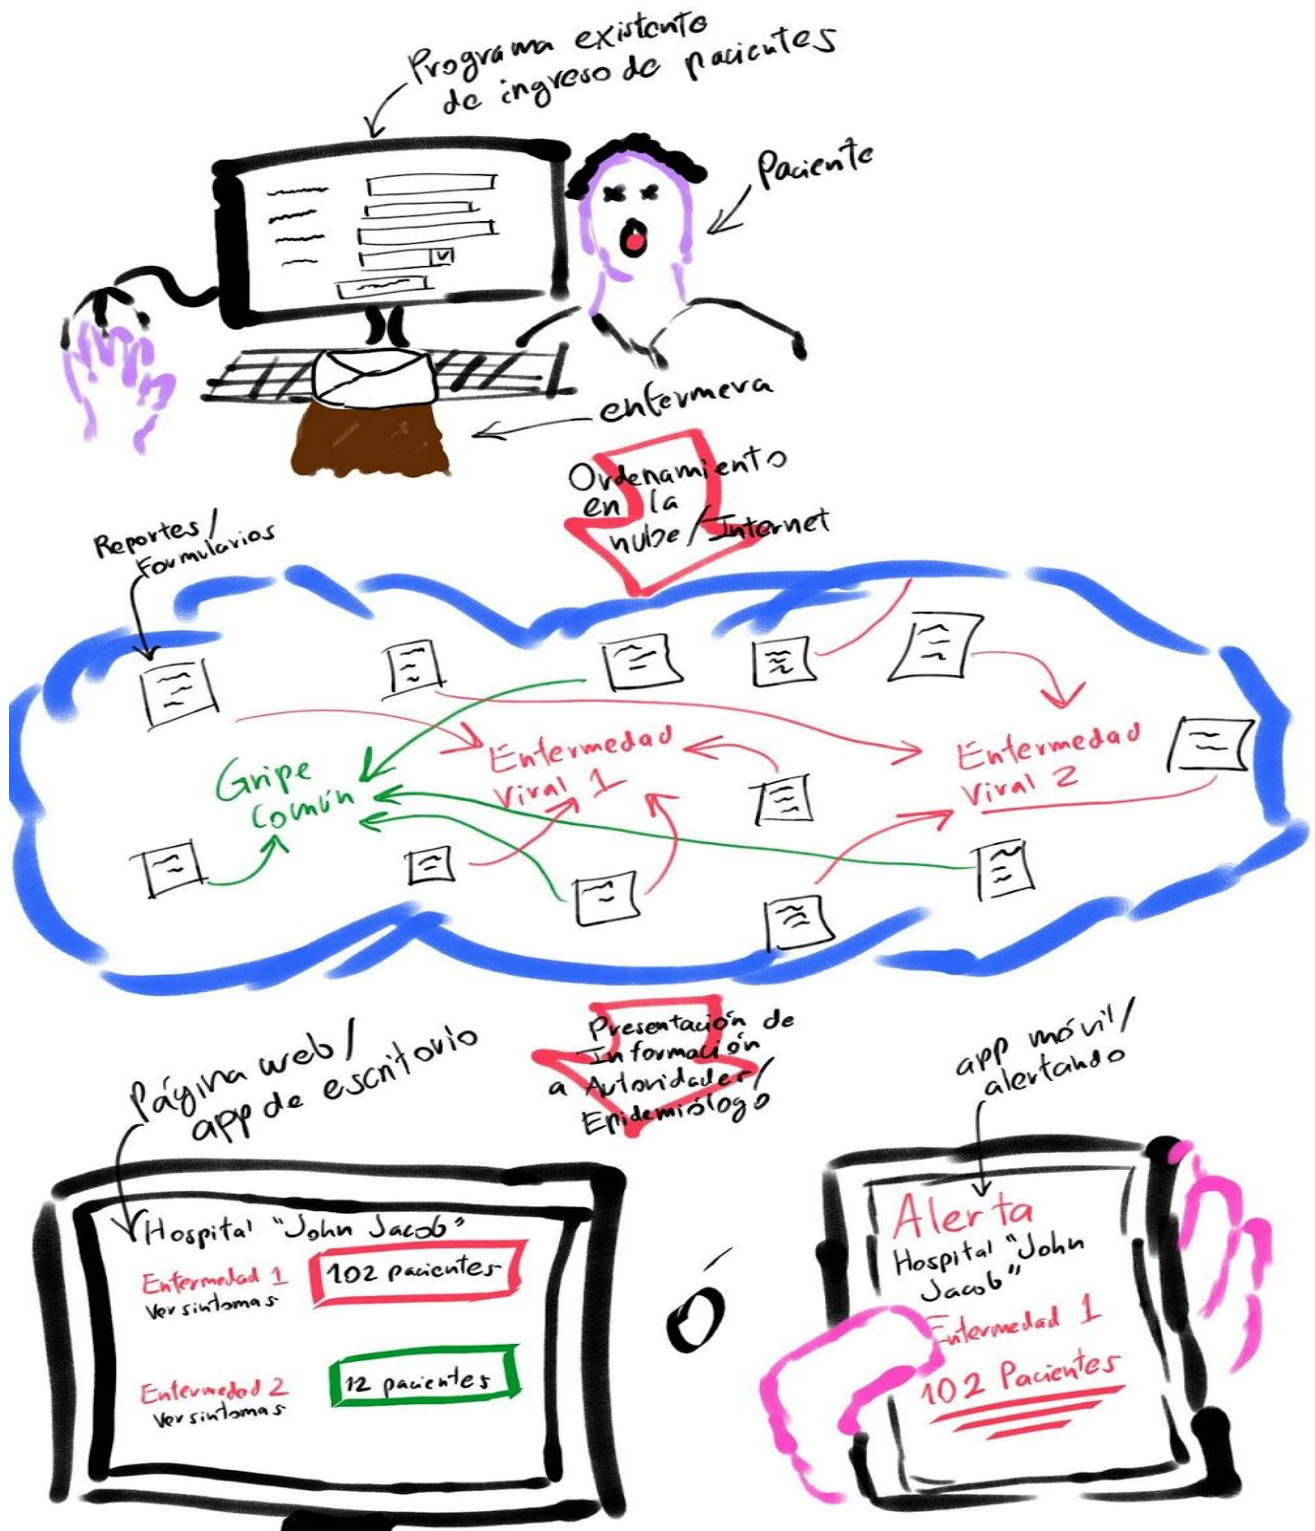 Programa existente
de ingreso de pacientes
Paciente
enfermera
Ordenamiento
en la
nube/Internet
Reportes/
Formularios
Gripe
Común
Enfermedad
Viral 1
Enfermedad
Viral 2
Presentación de
Información
a Autoridades/
Epidemiólogo
Página web/
app de escritorio
app móvil/
alertando
Hospital "John Jacob"
Enfermedad 1
Ver sintomas
102 pacientes
Enfermedad 2
Ver sintomas
12 pacientes
Ó
Alerta
Hospital "John
Jacob"
Enfermedad 1
102 Pacientes